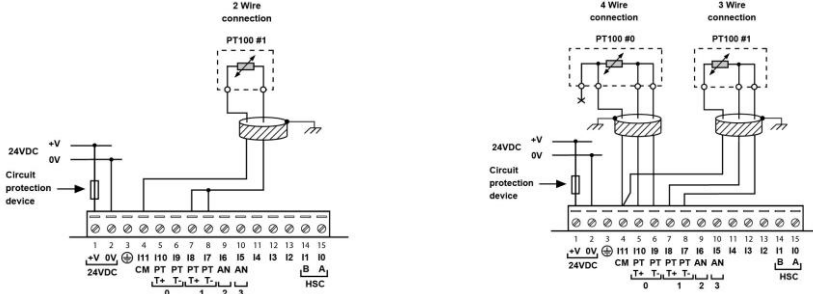 2 Wire
connection
PT100 #1
+V
24VDC
0V
Circuit
protection
device
1 2 3 4 5 6 7 8 9 10 11 12 13 14 15
+V 0V I11 I10 I9 I8 I7 I6 I5 I4 I3 I2 I1 I0
24VDC CM PT PT PT PT AN AN B A
T+ T- T+ T- HSC
0 1 2 3
4 Wire
connection
PT100 #0
3 Wire
connection
PT100 #1
+V
24VDC
0V
Circuit
protection
device
1 2 3 4 5 6 7 8 9 10 11 12 13 14 15
+V 0V I11 I10 I9 I8 I7 I6 I5 I4 I3 I2 I1 I0
24VDC CM PT PT PT PT AN AN B A
T+ T- T+ T- HSC
0 1 2 3